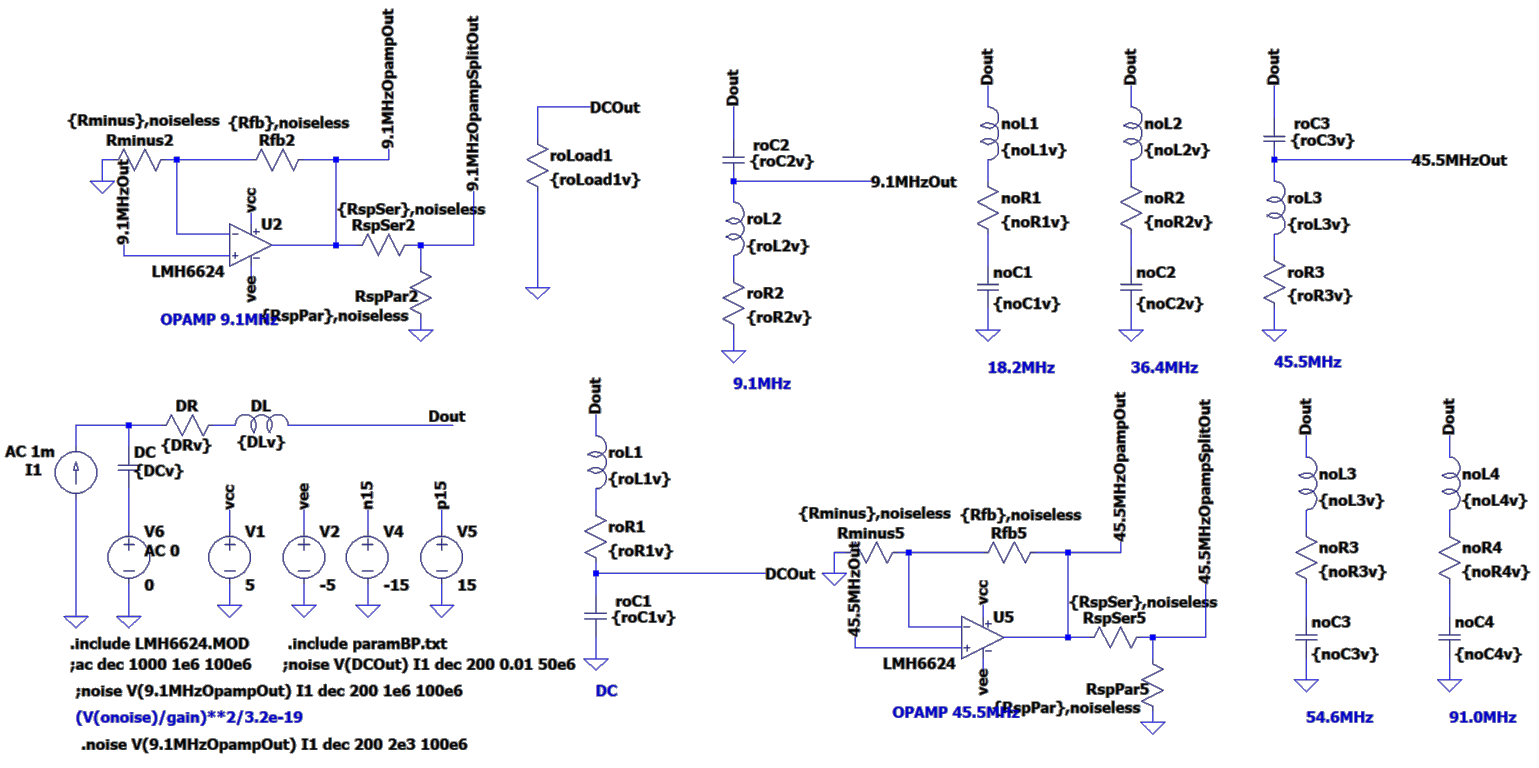 {Rminus},noiseless
Rminus2
{Rfb},noiseless
Rfb2
9.1MHzOpampOut
9.1MHzOpampSplitOut
9.1MHzOut
vcc
U2
LMH6624
vee
{RspSer},noiseless
RspSer2
RspPar2
{RspPar},noiseless
OPAMP 9.1MHz
DCOut
roLoad1
{roLoad1v}
Dout
roC2
{roC2v}
9.1MHzOut
roL2
{roL2v}
roR2
{roR2v}
9.1MHz
Dout
noL1
{noL1v}
noR1
{noR1v}
noC1
{noC1v}
18.2MHz
Dout
noL2
{noL2v}
noR2
{noR2v}
noC2
{noC2v}
36.4MHz
Dout
roC3
{roC3v}
45.5MHzOut
roL3
{roL3v}
roR3
{roR3v}
45.5MHz
AC 1m
I1
DR
{DRv}
DL
{DLv}
Dout
DC
{DCv}
V6
AC 0
0
vcc
V1
5
vee
V2
-5
n15
V4
-15
p15
V5
15
.include LMH6624.MOD
.include paramBP.txt
;ac dec 1000 1e6 100e6
;noise V(DCOut) I1 dec 200 0.01 50e6
;noise V(9.1MHzOpampOut) I1 dec 200 1e6 100e6
(V(onoise)/gain)**2/3.2e-19
.noise V(9.1MHzOpampOut) I1 dec 200 2e3 100e6
Dout
roL1
{roL1v}
roR1
{roR1v}
DCOut
roC1
{roC1v}
DC
{Rminus},noiseless
Rminus5
{Rfb},noiseless
Rfb5
45.5MHzOpampOut
45.5MHzOpampSplitOut
45.5MHzOut
vcc
U5
LMH6624
vee
{RspSer},noiseless
RspSer5
RspPar5
{RspPar},noiseless
OPAMP 45.5MHz
Dout
noL3
{noL3v}
noR3
{noR3v}
noC3
{noC3v}
54.6MHz
Dout
noL4
{noL4v}
noR4
{noR4v}
noC4
{noC4v}
91.0MHz